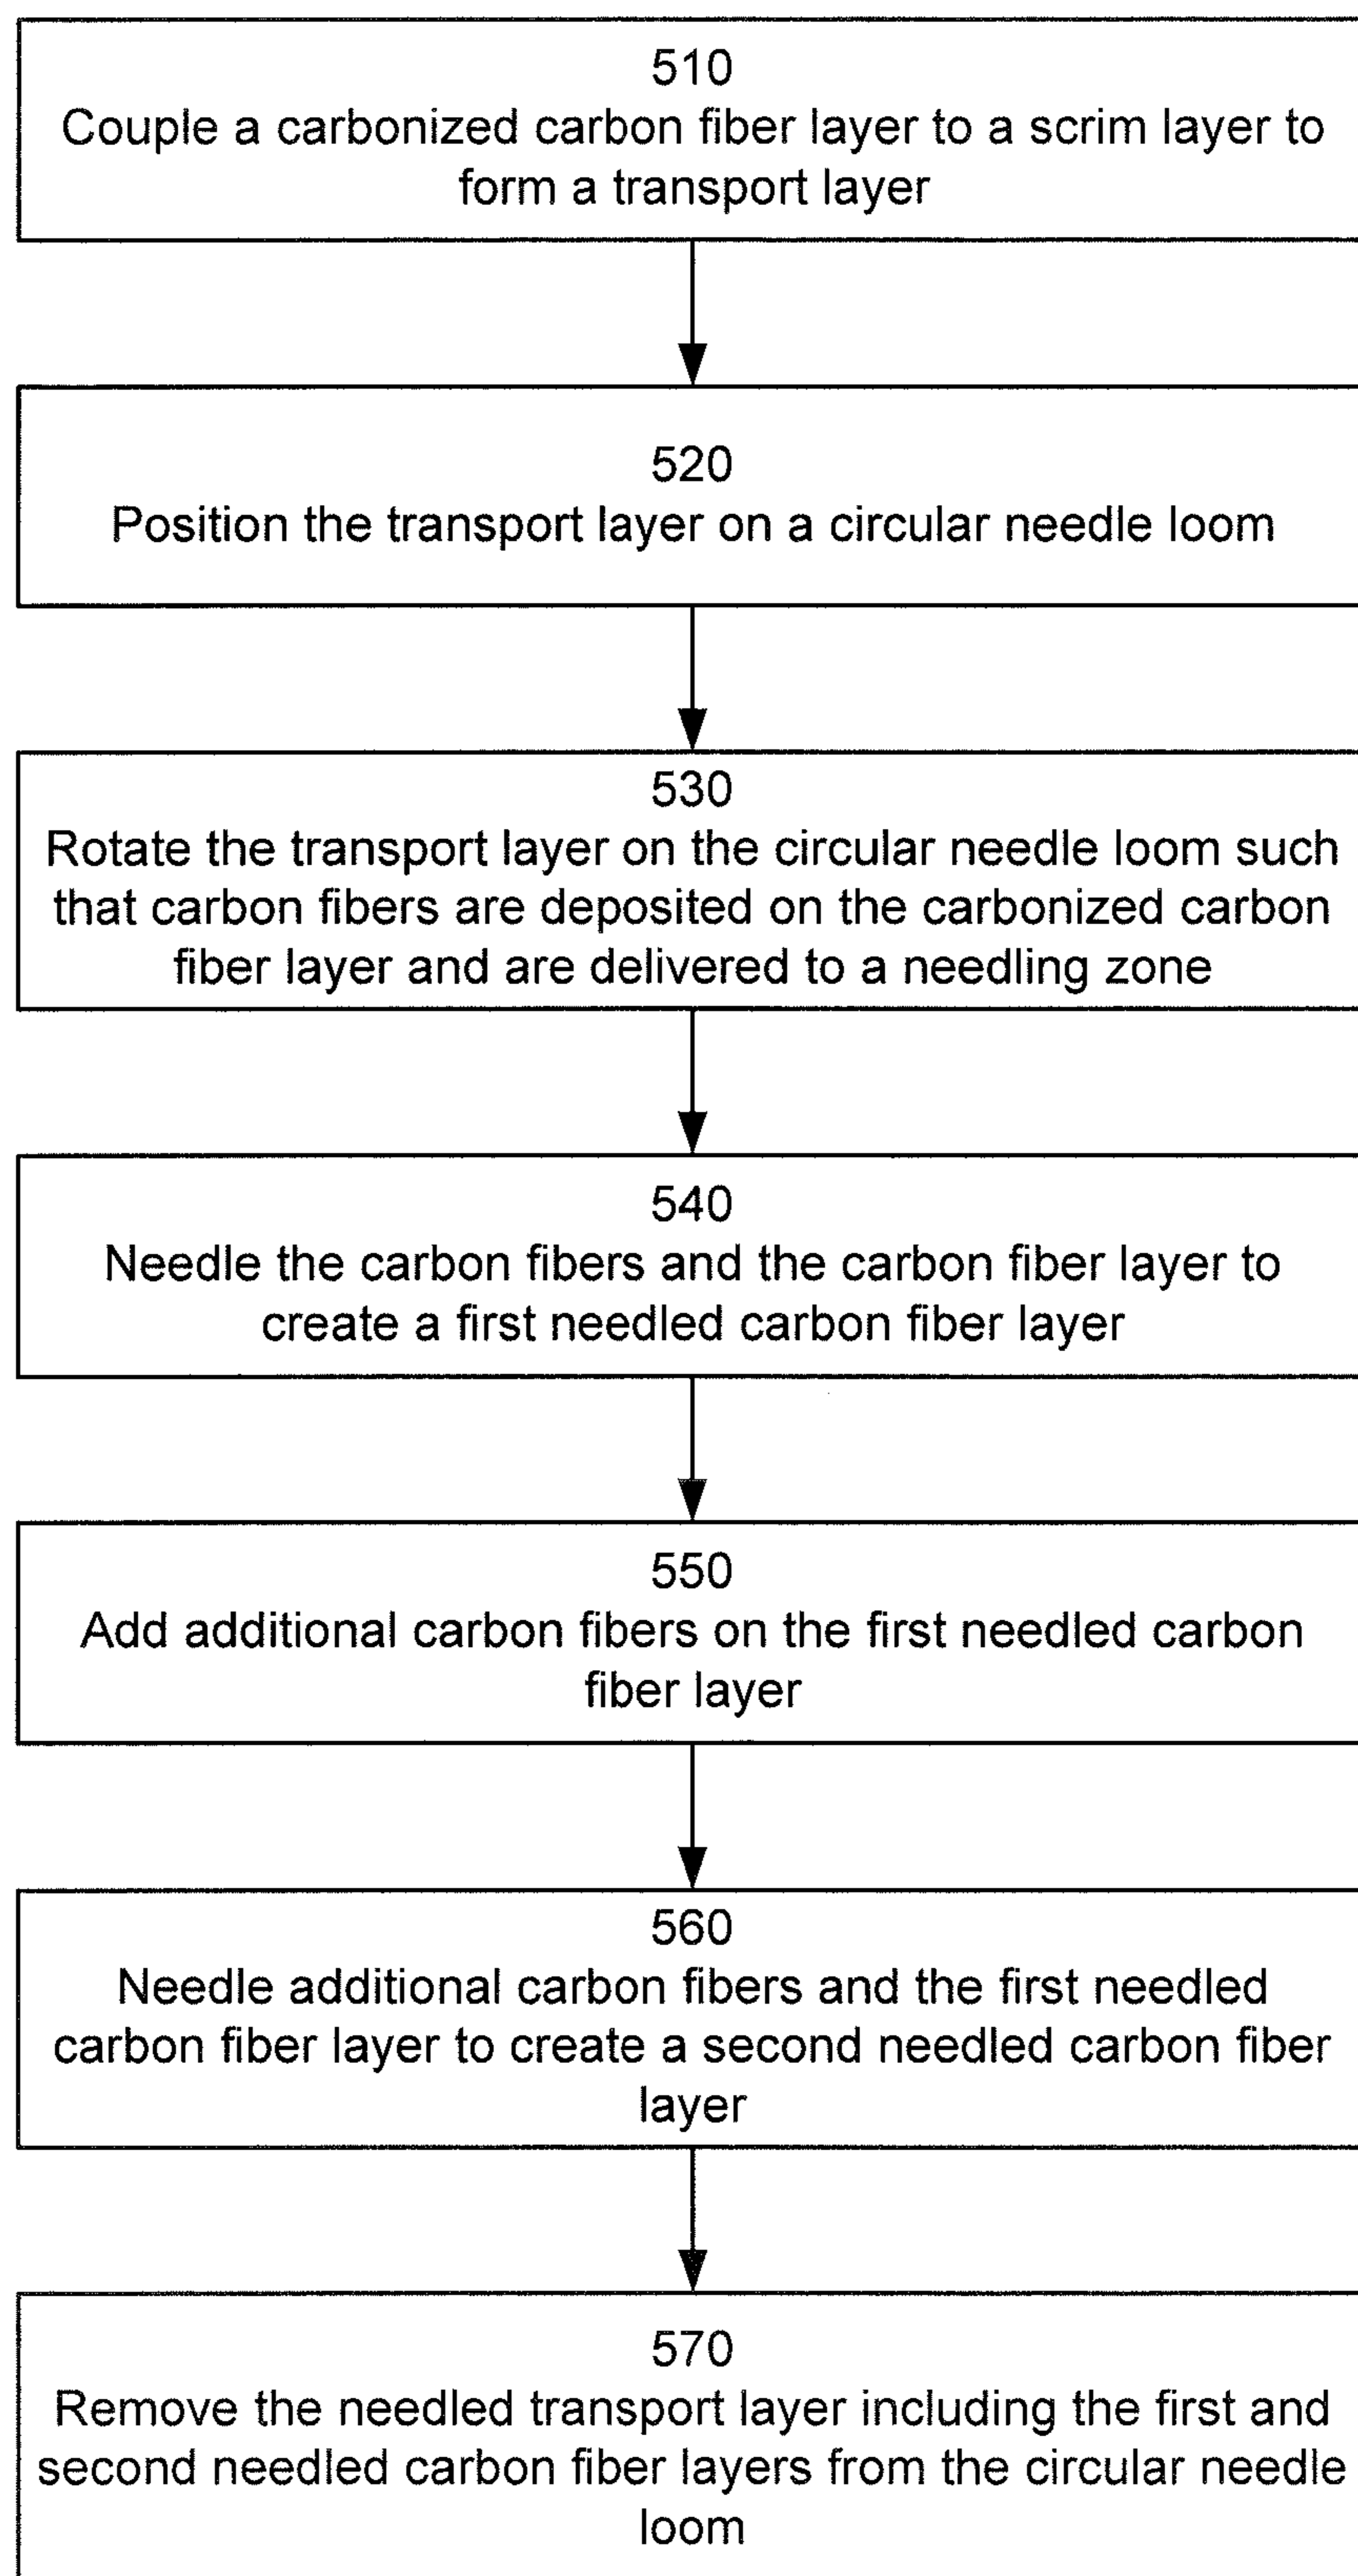 510
Couple a carbonized carbon fiber layer to a scrim layer to
form a transport layer
520
Position the transport layer on a circular needle loom
530
Rotate the transport layer on the circular needle loom such
that carbon fibers are deposited on the carbonized carbon
fiber layer and are delivered to a needling zone
540
Needle the carbon fibers and the carbon fiber layer to
create a first needled carbon fiber layer
550
Add additional carbon fibers on the first needled carbon
fiber layer
560
Needle additional carbon fibers and the first needled
carbon fiber layer to create a second needled carbon fiber
layer
570
Remove the needled transport layer including the first and
second needled carbon fiber layers from the circular needle
loom